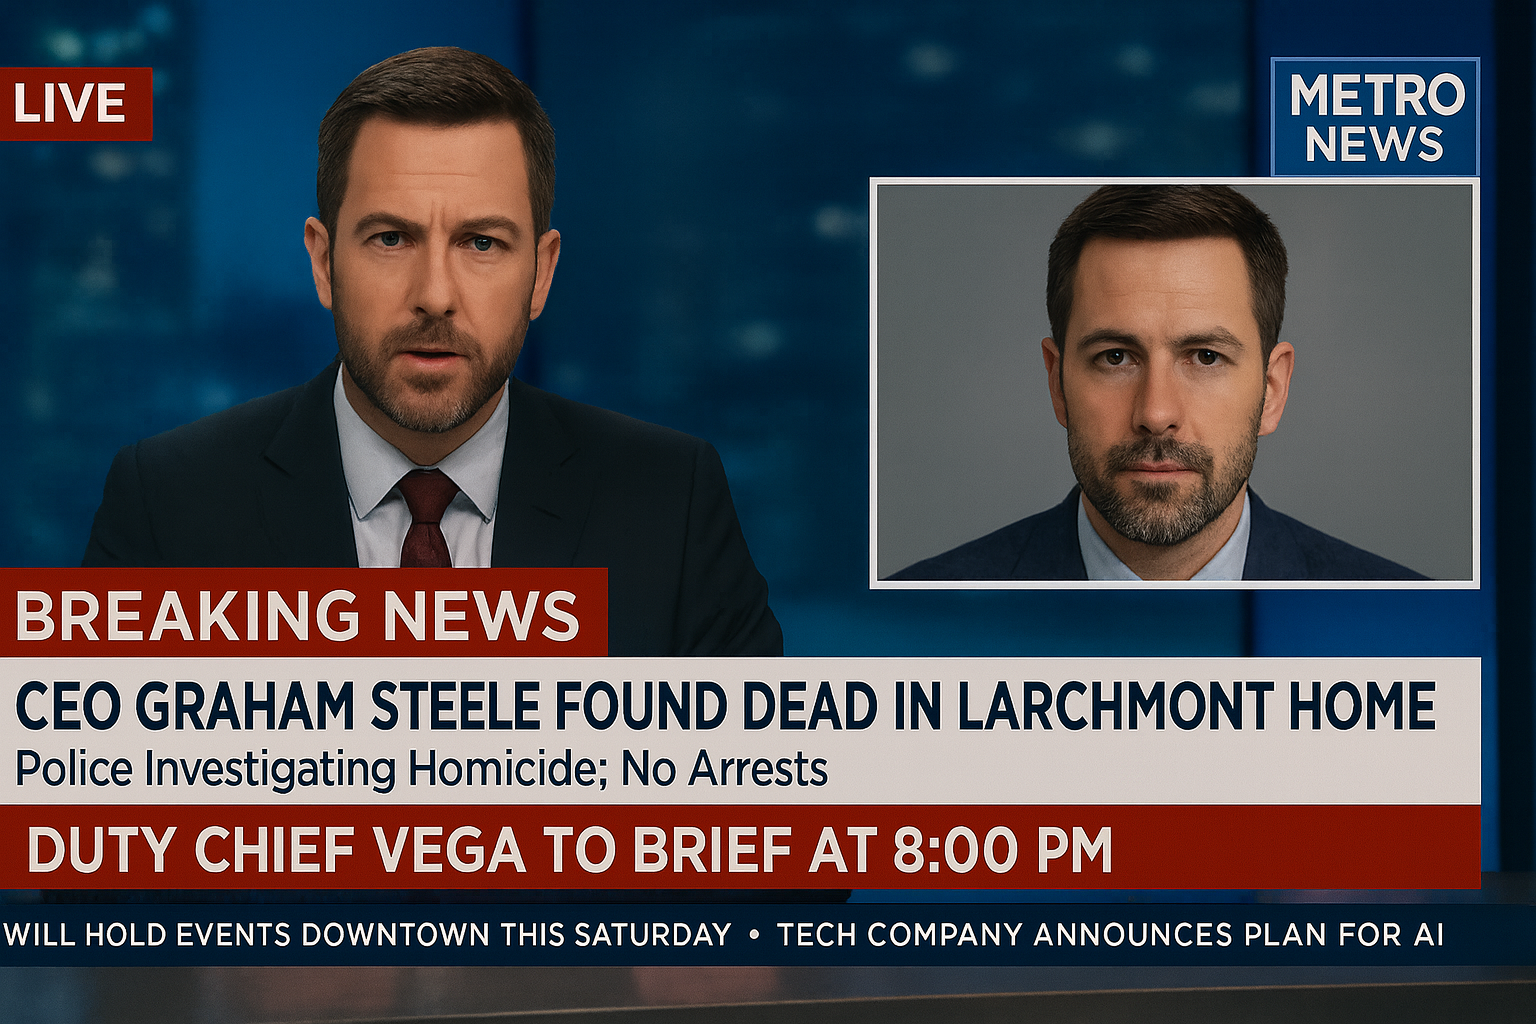 LIVE
METRO
NEWS
BREAKING NEWS
CEO GRAHAM STEELE FOUND DEAD IN LARCHMONT HOME
Police Investigating Homicide; No Arrests
DUTY CHIEF VEGA TO BRIEF AT 8:00 PM
WILL HOLD EVENTS DOWNTOWN THIS SATURDAY • TECH COMPANY ANNOUNCES PLAN FOR AI